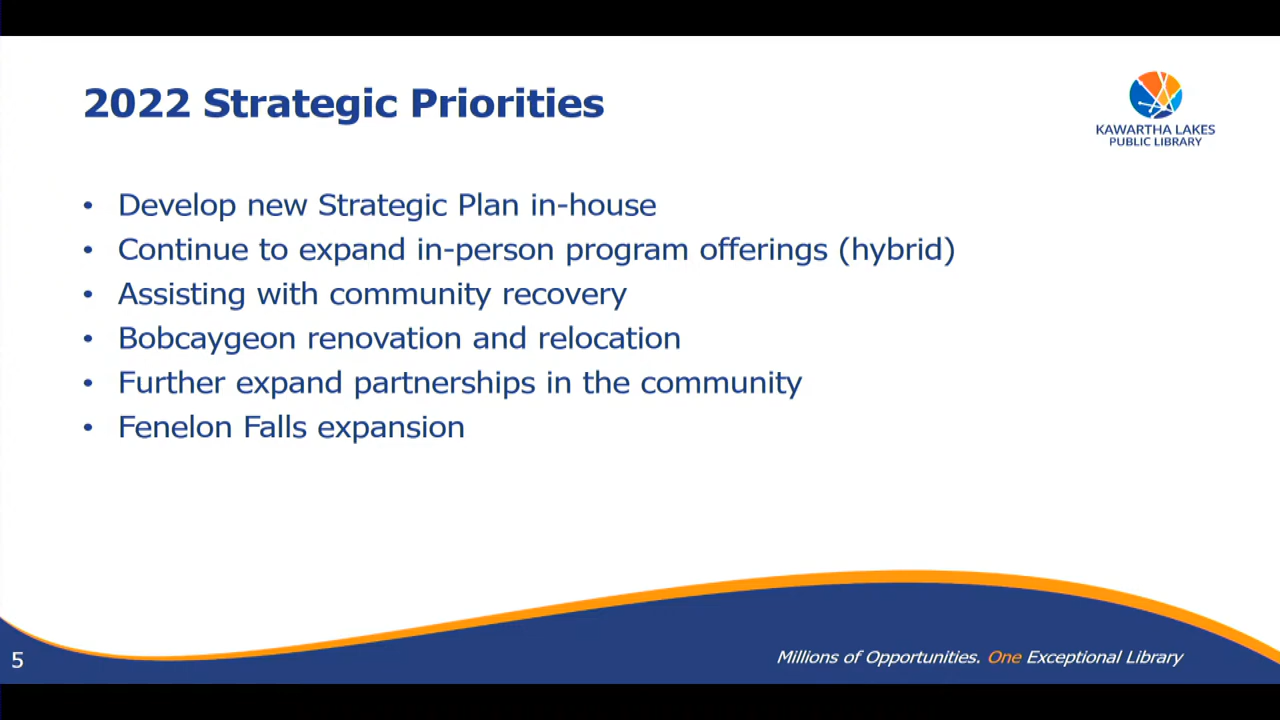 2022 Strategic Priorities
KAWARTHA LAKES
PUBLIC LIBRARY
• Develop new Strategic Plan in-house
• Continue to expand in-person program offerings (hybrid)
• Assisting with community recovery
• Bobcaygeon renovation and relocation
• Further expand partnerships in the community
• Fenelon Falls expansion
5
Millions of Opportunities. One Exceptional Library